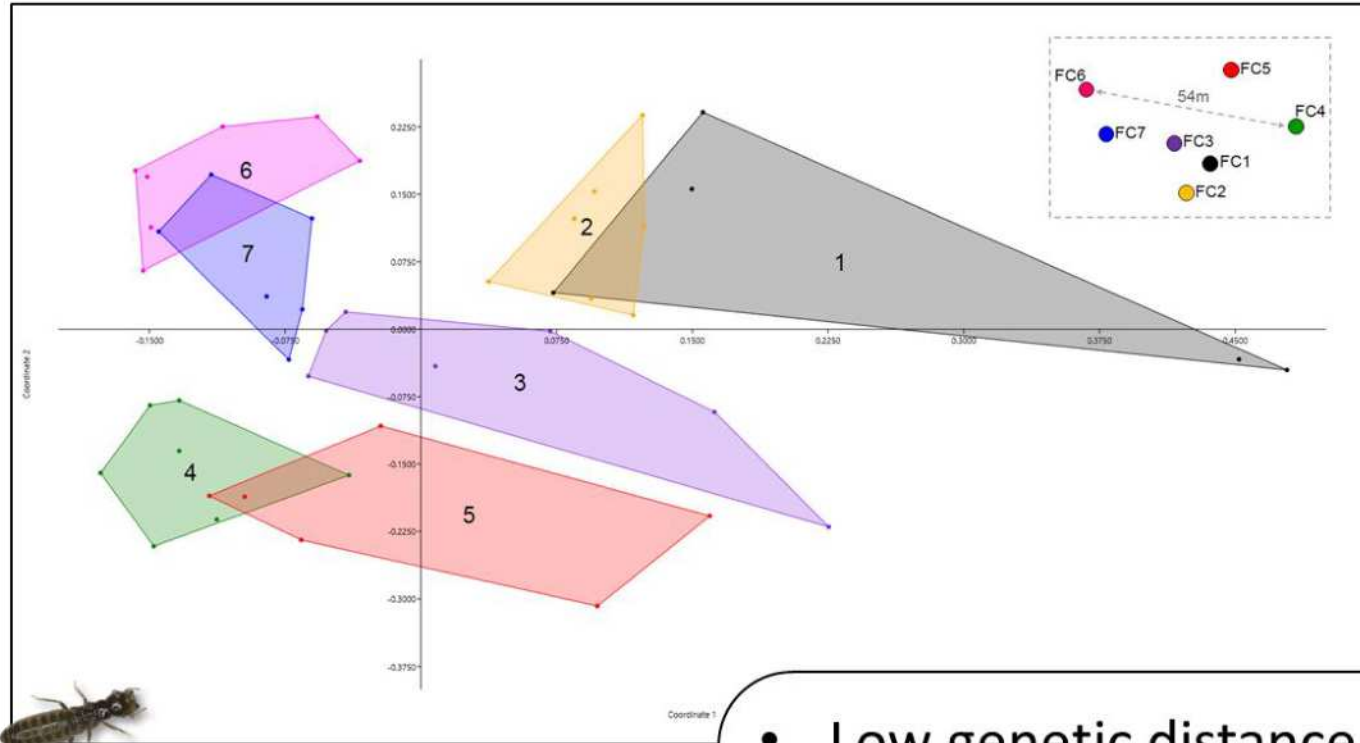 FC6
FC5
54m
FC4
FC7
FC3
FC1
FC2
0.2250
0.1500
0.0750
0.0000
-0.0750
-0.1500
-0.2250
-0.3000
-0.3750
-0.1500
-0.0750
0.0750
0.1500
0.2250
0.3000
0.3750
0.4500
6
7
2
1
3
4
5
Coordinate 2
Coordinate 1
• Low genetic distance